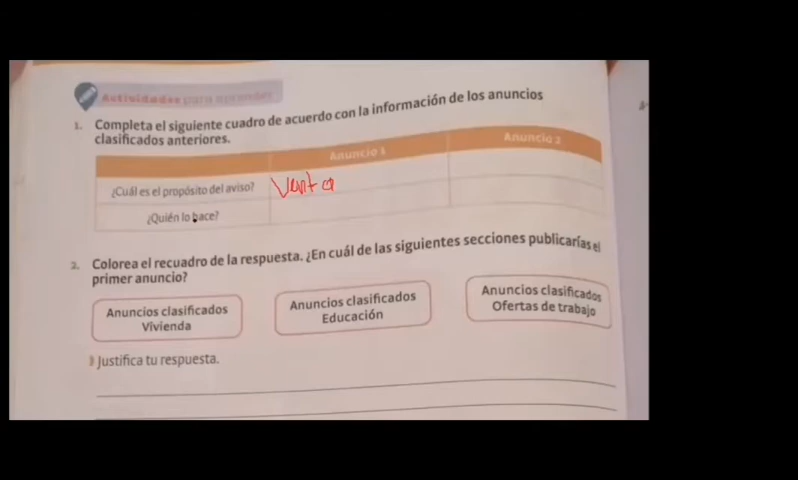 Actividades para aprender
1. Completa el siguiente cuadro de acuerdo con la información de los anuncios
clasificados anteriores.
Anuncio 1 Anuncio 2
¿Cuál es el propósito del aviso? Venta
¿Quién lo hace?
2. Colorea el recuadro de la respuesta. ¿En cuál de las siguientes secciones publicarías el
primer anuncio?
Anuncios clasificados
Vivienda
Anuncios clasificados
Educación
Anuncios clasificados
Ofertas de trabajo
Justifica tu respuesta.